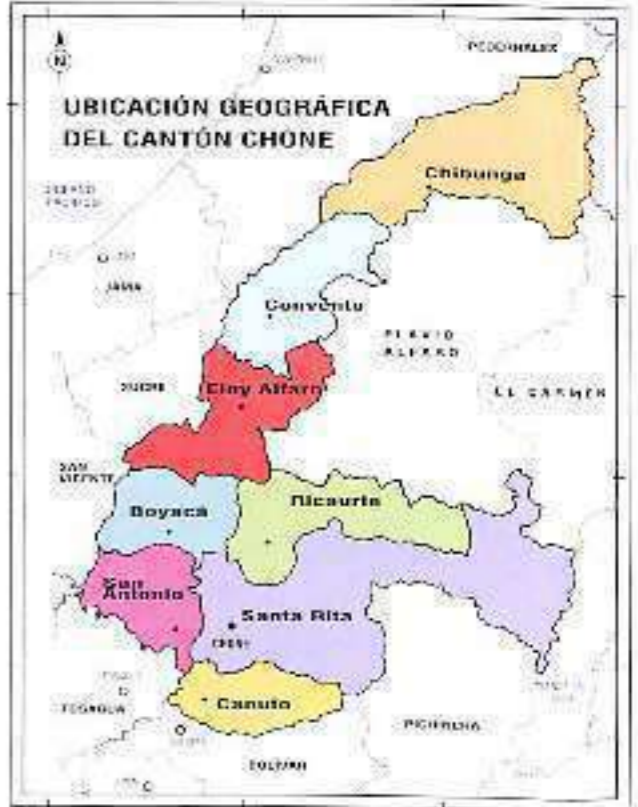 PEDERNALES
N
UBICACIÓN GEOGRÁFICA
DEL CANTÓN CHONE
Chibunga
JAMA
Convento
FLAVIO
ALFARO
SUCRE
Eloy Alfaro
EL CARMEN
SAN
VICENTE
Ricaurte
Boyacá
San
Antonio
Santa Rita
CHONE
TOSAGUA
Canuto
PICHINCHA
BOLIVAR